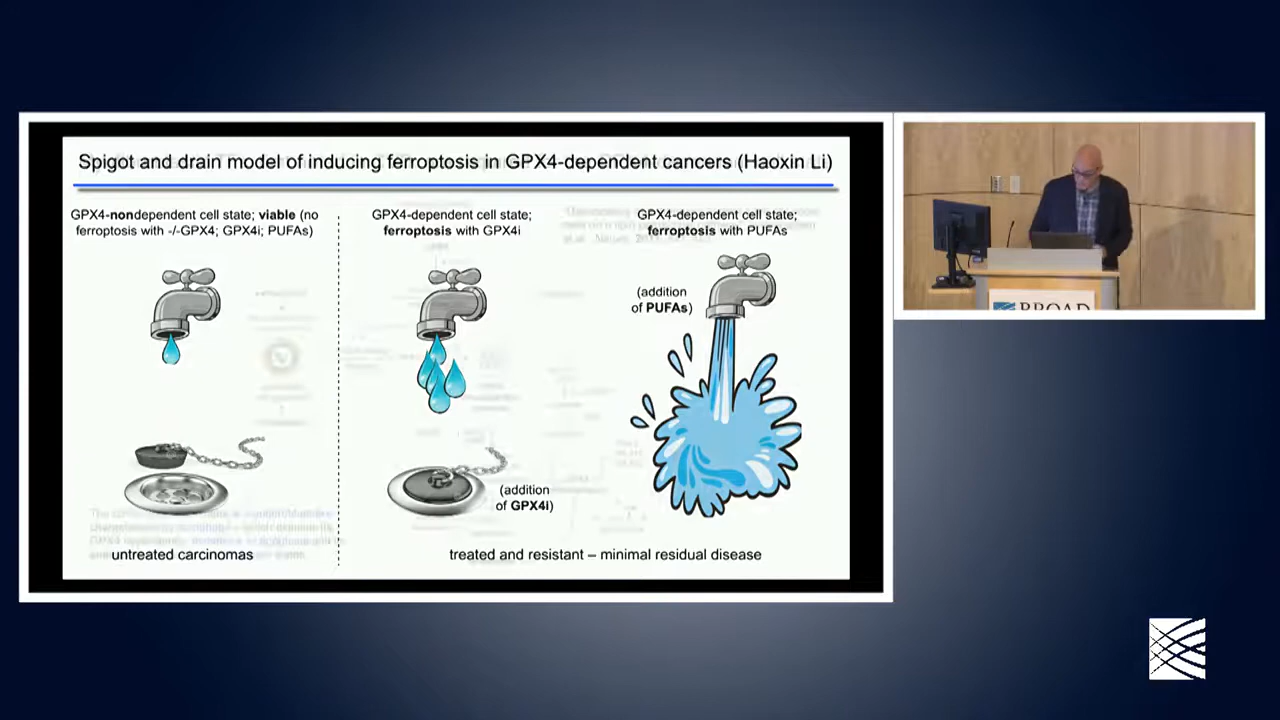 Spigot and drain model of inducing ferroptosis in GPX4-dependent cancers (Haoxin Li)
GPX4-nondependent cell state; viable (no
ferroptosis with -/-GPX4; GPX4i; PUFAs)
GPX4-dependent cell state;
ferroptosis with GPX4i
GPX4-dependent cell state;
ferroptosis with PUFAs
(addition
of PUFAs)
(addition
of GPX4i)
untreated carcinomas
treated and resistant – minimal residual disease
BROAD